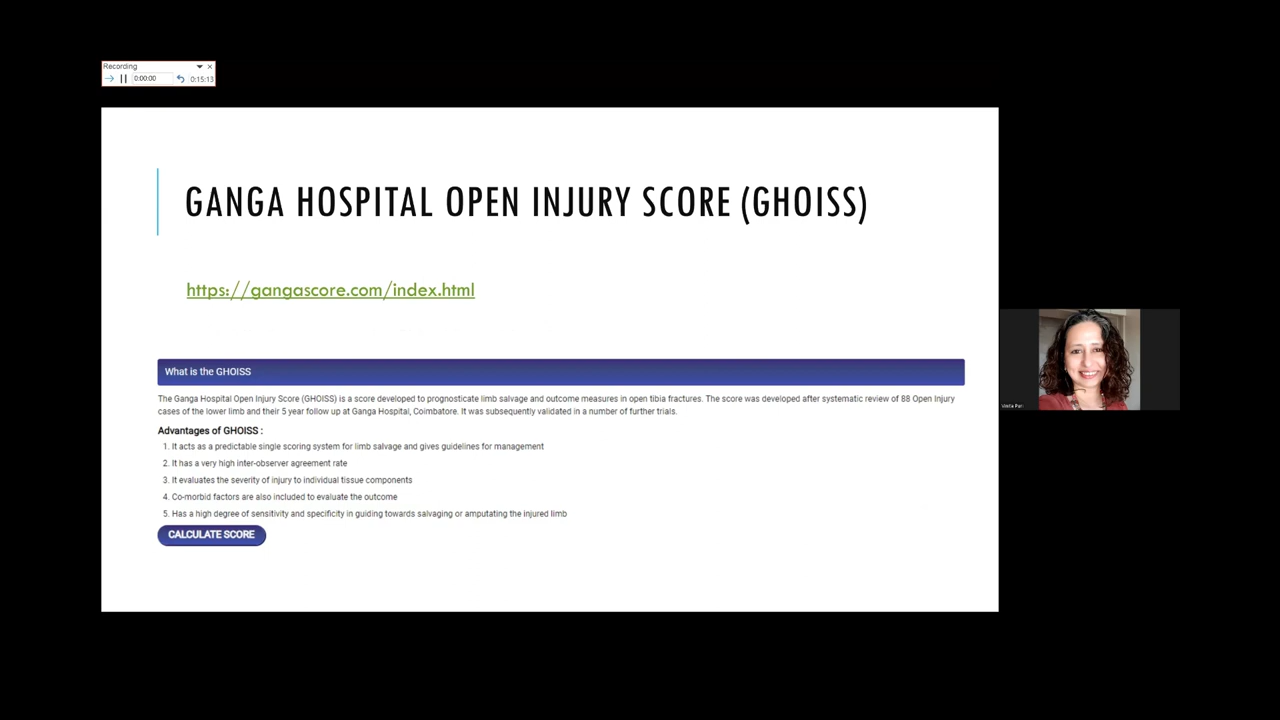 Recording
0:00:00
0:15:13
GANGA HOSPITAL OPEN INJURY SCORE (GHOISS)
https://gangascore.com/index.html
What is the GHOISS
The Ganga Hospital Open Injury Score (GHOISS) is a score developed to prognosticate limb salvage and outcome measures in open tibia fractures. The score was developed after systematic review of 88 Open Injury
cases of the lower limb and their 5 year follow up at Ganga Hospital, Coimbatore. It was subsequently validated in a number of further trials.
Advantages of GHOISS :
1. It acts as a predictable single scoring system for limb salvage and gives guidelines for management
2. It has a very high inter-observer agreement rate
3. It evaluates the severity of injury to individual tissue components
4. Co-morbid factors are also included to evaluate the outcome
5. Has a high degree of sensitivity and specificity in guiding towards salvaging or amputating the injured limb
CALCULATE SCORE